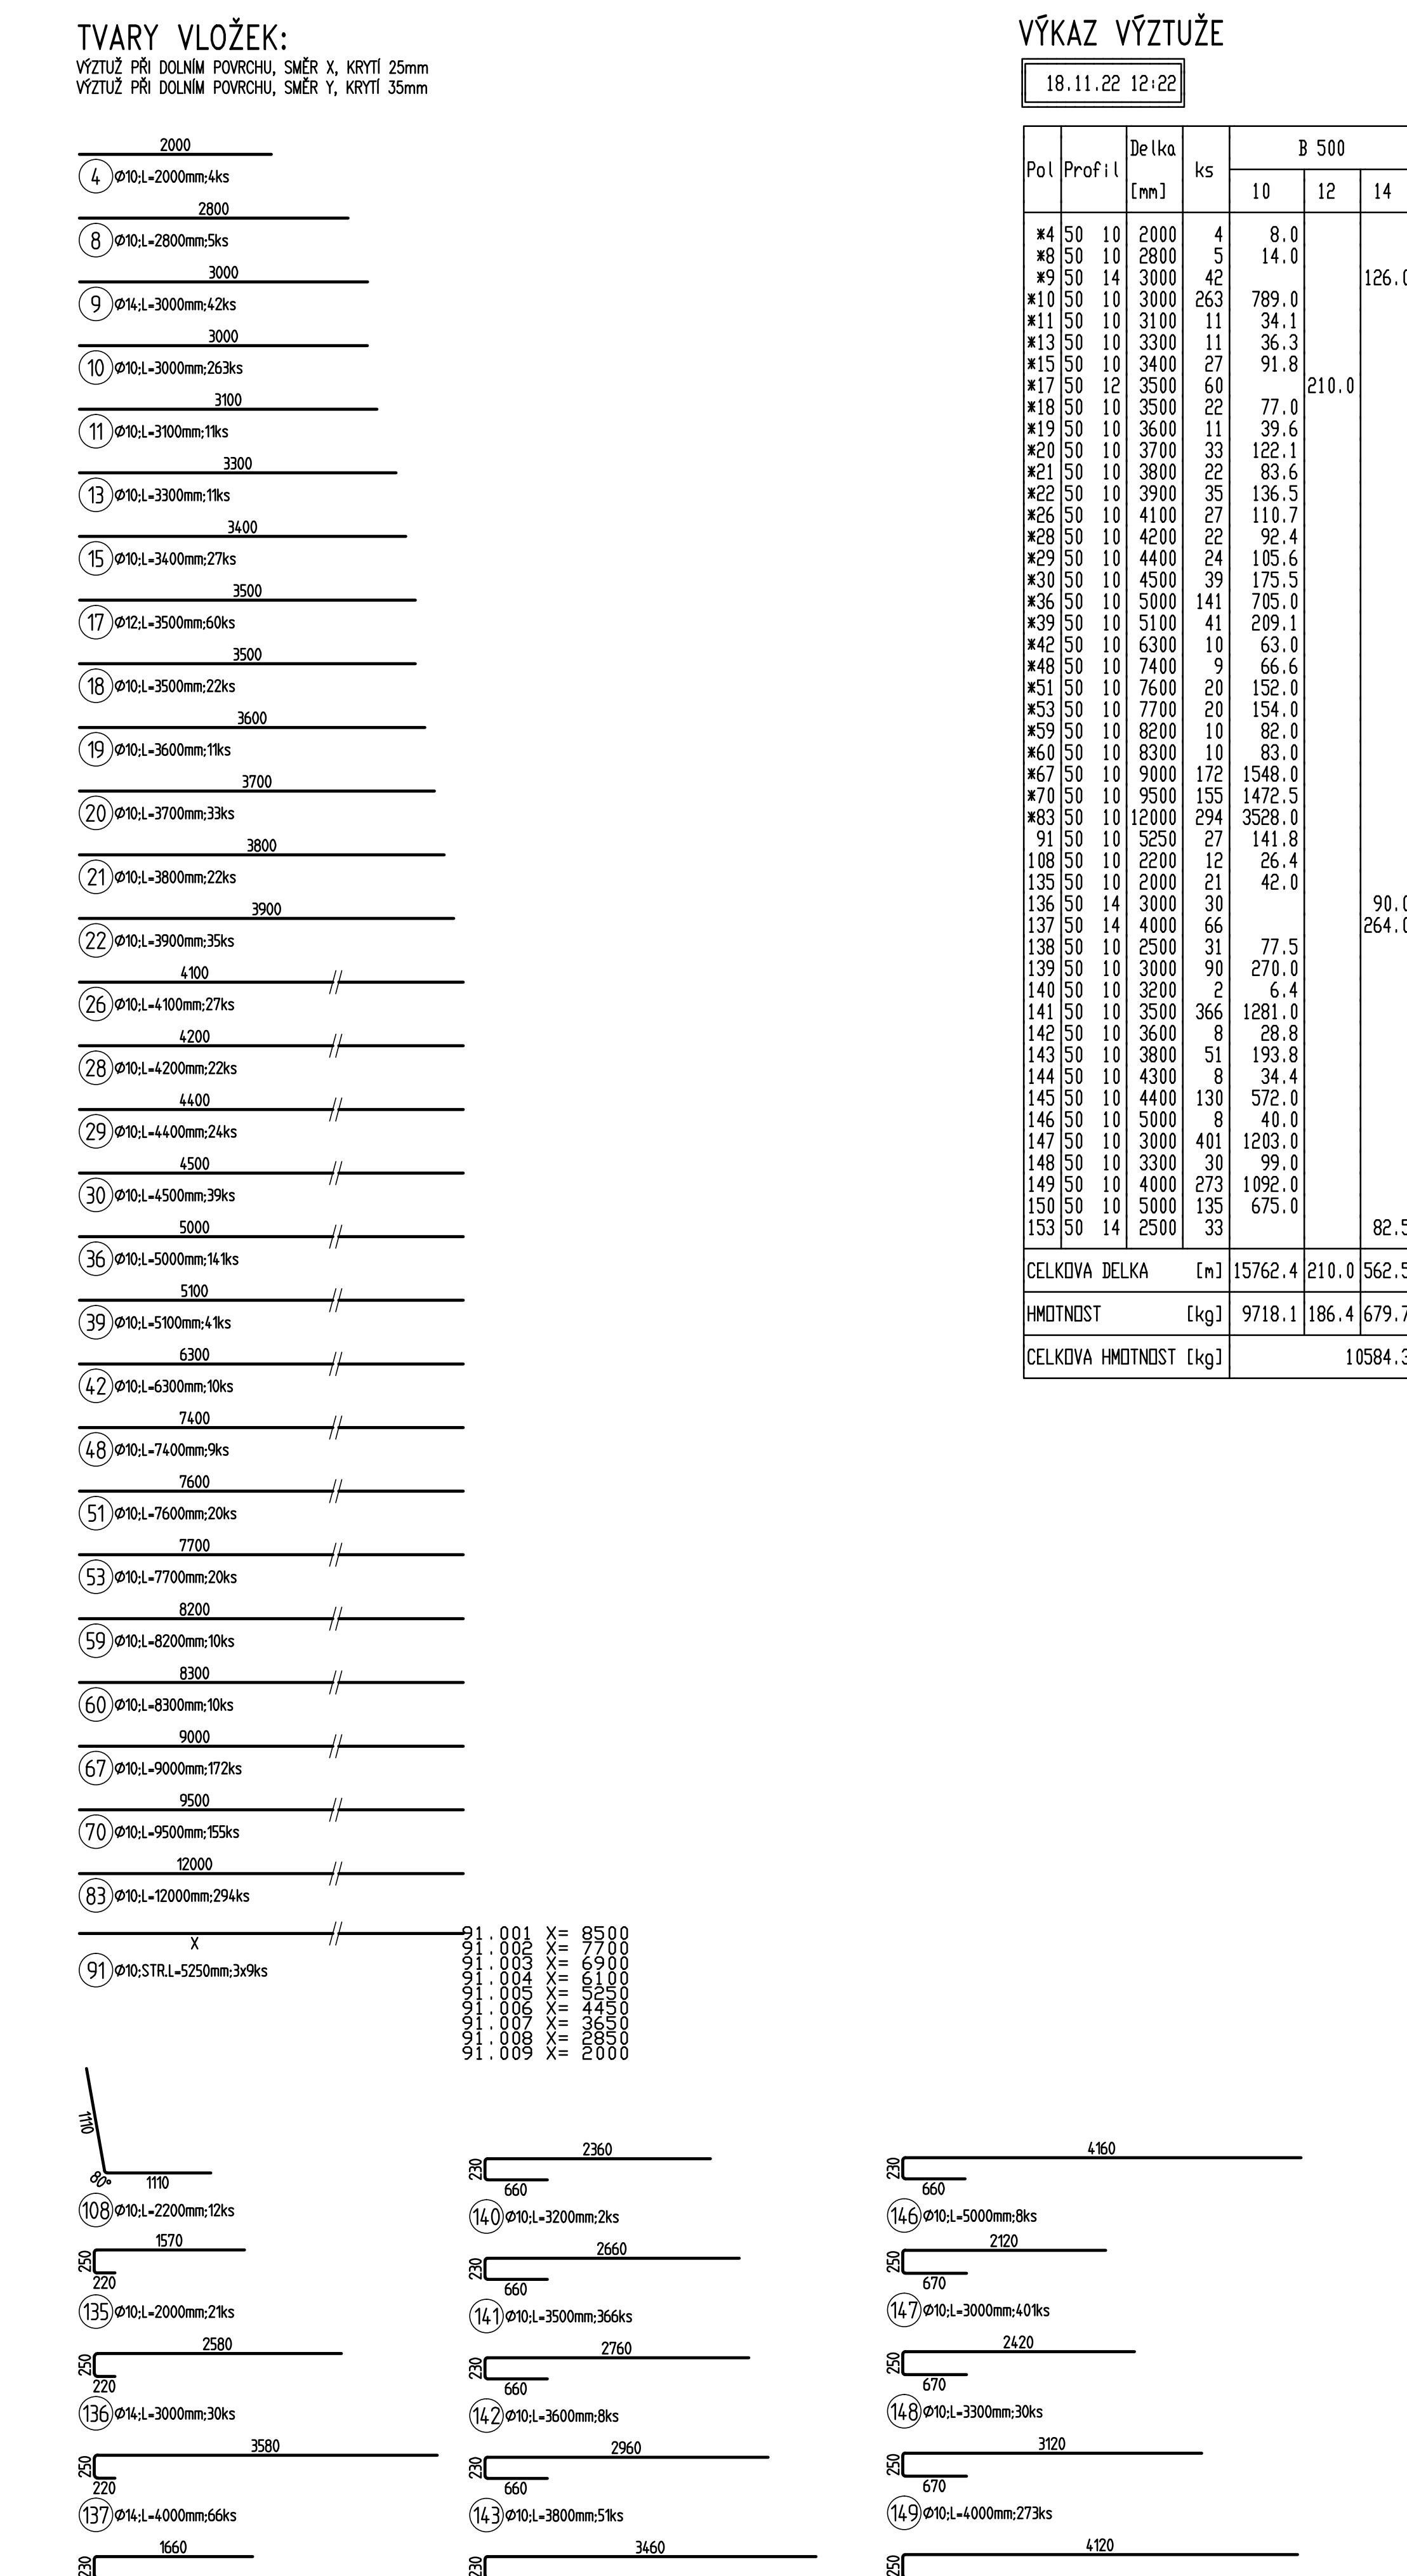 TVARY VLOŽEK:
VÝZTUŽ PŘI DOLNÍM POVRCHU, SMĚR X, KRYTÍ 25mm
VÝZTUŽ PŘI DOLNÍM POVRCHU, SMĚR Y, KRYTÍ 35mm
2000
4 Ø10;L=2000mm;4ks
2800
8 Ø10;L=2800mm;5ks
3000
9 Ø14;L=3000mm;42ks
3000
10 Ø10;L=3000mm;263ks
3100
11 Ø10;L=3100mm;11ks
3300
13 Ø10;L=3300mm;11ks
3400
15 Ø10;L=3400mm;27ks
3500
17 Ø12;L=3500mm;60ks
3500
18 Ø10;L=3500mm;22ks
3600
19 Ø10;L=3600mm;11ks
3700
20 Ø10;L=3700mm;33ks
3800
21 Ø10;L=3800mm;22ks
3900
22 Ø10;L=3900mm;35ks
4100
26 Ø10;L=4100mm;27ks
4200
28 Ø10;L=4200mm;22ks
4400
29 Ø10;L=4400mm;24ks
4500
30 Ø10;L=4500mm;39ks
5000
36 Ø10;L=5000mm;141ks
5100
39 Ø10;L=5100mm;41ks
6300
42 Ø10;L=6300mm;10ks
7400
48 Ø10;L=7400mm;9ks
7600
51 Ø10;L=7600mm;20ks
7700
53 Ø10;L=7700mm;20ks
8200
59 Ø10;L=8200mm;10ks
8300
60 Ø10;L=8300mm;10ks
9000
67 Ø10;L=9000mm;172ks
9500
70 Ø10;L=9500mm;155ks
12000
83 Ø10;L=12000mm;294ks
X
91 Ø10;STR.L=5250mm;3x9ks
91.001 X= 8500
91.002 X= 7700
91.003 X= 6900
91.004 X= 6100
91.005 X= 5250
91.006 X= 4450
91.007 X= 3650
91.008 X= 2850
91.009 X= 2000
1110
80°
1110
108 Ø10;L=2200mm;12ks
1570
250
220
135 Ø10;L=2000mm;21ks
2580
250
220
136 Ø14;L=3000mm;30ks
3580
250
220
137 Ø14;L=4000mm;66ks
1660
230
2360
230
660
140 Ø10;L=3200mm;2ks
2660
230
660
141 Ø10;L=3500mm;366ks
2760
230
660
142 Ø10;L=3600mm;8ks
2960
230
660
143 Ø10;L=3800mm;51ks
3460
230
4160
230
660
146 Ø10;L=5000mm;8ks
2120
250
670
147 Ø10;L=3000mm;401ks
2420
250
670
148 Ø10;L=3300mm;30ks
3120
250
670
149 Ø10;L=4000mm;273ks
4120
250
VÝKAZ VÝZTUŽE
18.11.22 12:22
Pol Profil Delka [mm] ks B 500
10 12 14
*4 50 10 2000 4 8.0
*8 50 10 2800 5 14.0
*9 50 14 3000 42 126.0
*10 50 10 3000 263 789.0
*11 50 10 3100 11 34.1
*13 50 10 3300 11 36.3
*15 50 10 3400 27 91.8
*17 50 12 3500 60 210.0
*18 50 10 3500 22 77.0
*19 50 10 3600 11 39.6
*20 50 10 3700 33 122.1
*21 50 10 3800 22 83.6
*22 50 10 3900 35 136.5
*26 50 10 4100 27 110.7
*28 50 10 4200 22 92.4
*29 50 10 4400 24 105.6
*30 50 10 4500 39 175.5
*36 50 10 5000 141 705.0
*39 50 10 5100 41 209.1
*42 50 10 6300 10 63.0
*48 50 10 7400 9 66.6
*51 50 10 7600 20 152.0
*53 50 10 7700 20 154.0
*59 50 10 8200 10 82.0
*60 50 10 8300 10 83.0
*67 50 10 9000 172 1548.0
*70 50 10 9500 155 1472.5
*83 50 10 12000 294 3528.0
91 50 10 5250 27 141.8
108 50 10 2200 12 26.4
135 50 10 2000 21 42.0
136 50 14 3000 30 90.0
137 50 14 4000 66 264.0
138 50 10 2500 31 77.5
139 50 10 3000 90 270.0
140 50 10 3200 2 6.4
141 50 10 3500 366 1281.0
142 50 10 3600 8 28.8
143 50 10 3800 51 193.8
144 50 10 4300 8 34.4
145 50 10 4400 130 572.0
146 50 10 5000 8 40.0
147 50 10 3000 401 1203.0
148 50 10 3300 30 99.0
149 50 10 4000 273 1092.0
150 50 10 5000 135 675.0
153 50 14 2500 33 82.5
CELKOVA DELKA [m] 15762.4 210.0 562.5
HMOTNOST [kg] 9718.1 186.4 679.7
CELKOVA HMOTNOST [kg] 10584.3